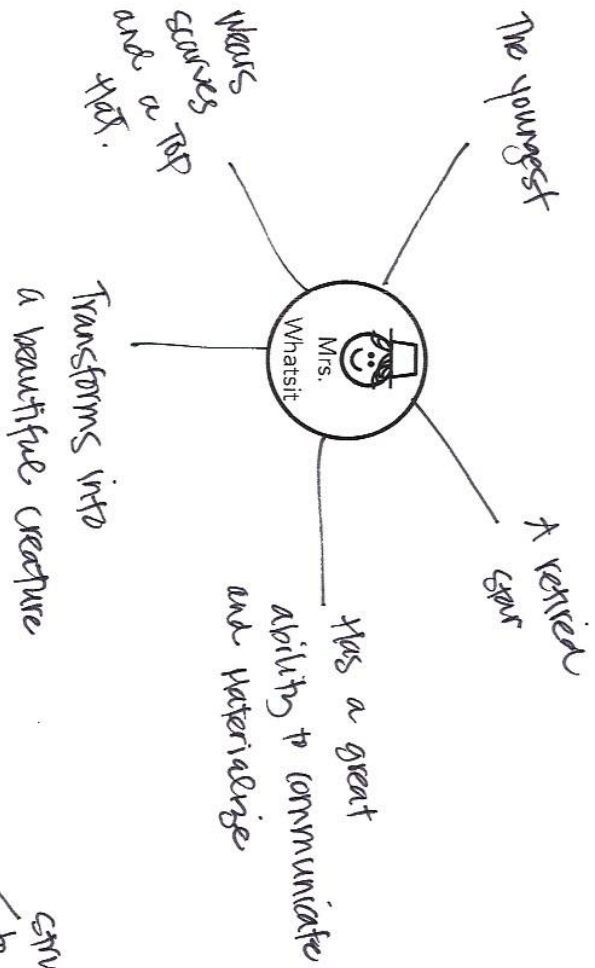 The youngest
A retired
star
Mrs.
Whatsit
Wears
scarves
and a Top
Hat.
Has a great
ability to communicate
and Materialize
Transforms into
a beautiful creature